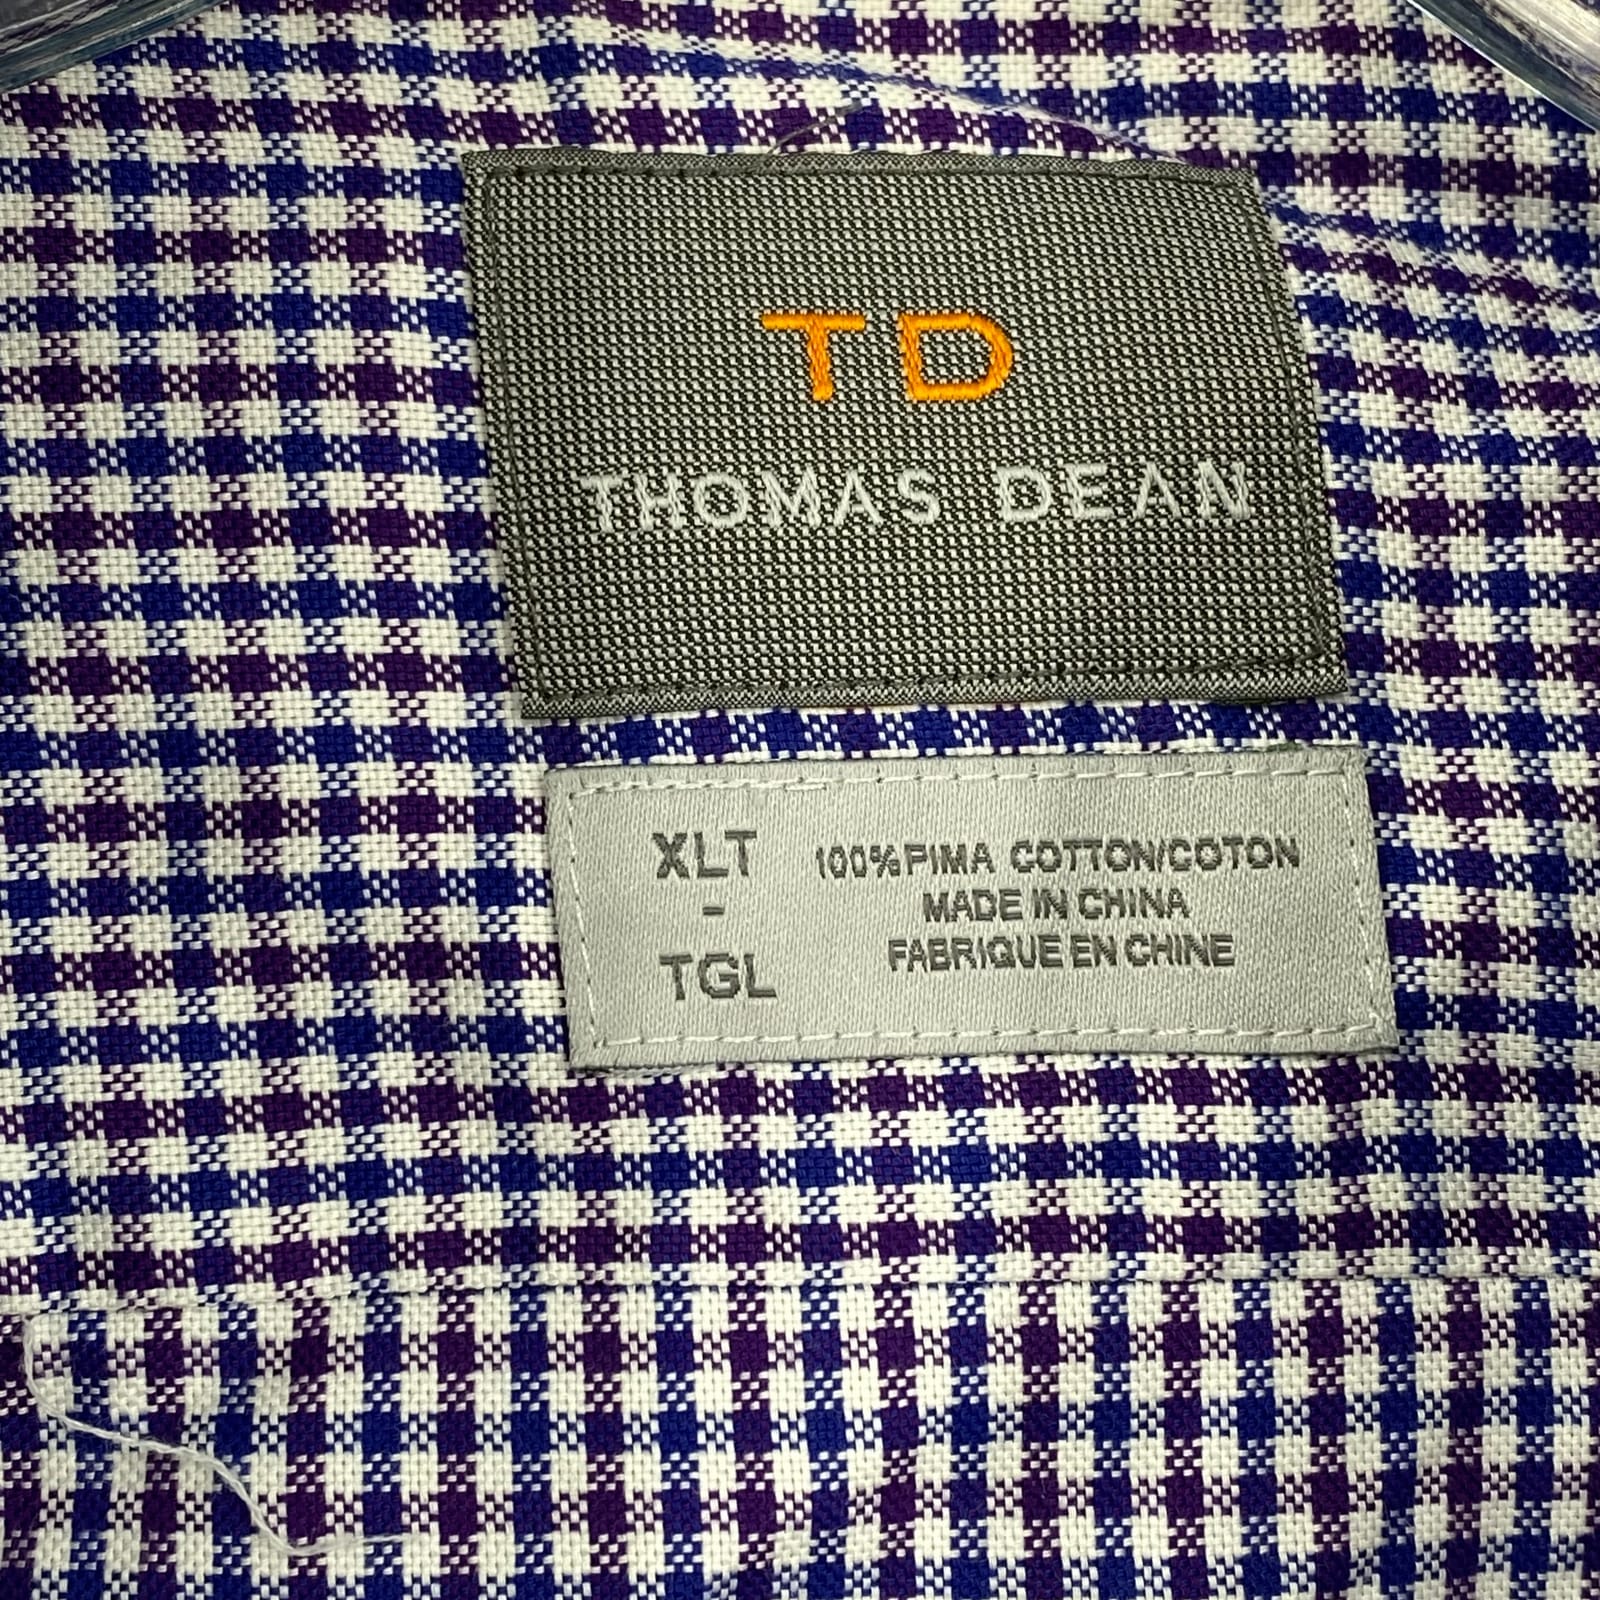 TD
THOMAS DEAN
XLT
-
TGL
100% PIMA COTTON/COTON
MADE IN CHINA
FABRIQUE EN CHINE